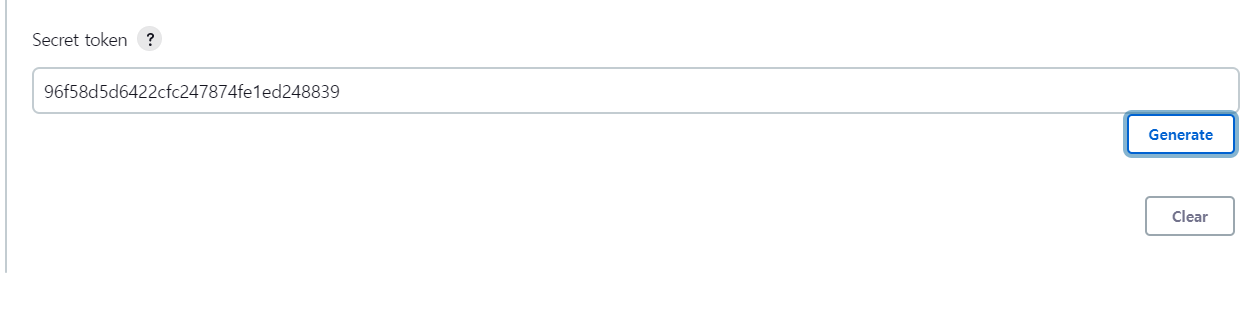 Secret token ?
96f58d5d6422cfc247874fe1ed248839
Generate
Clear